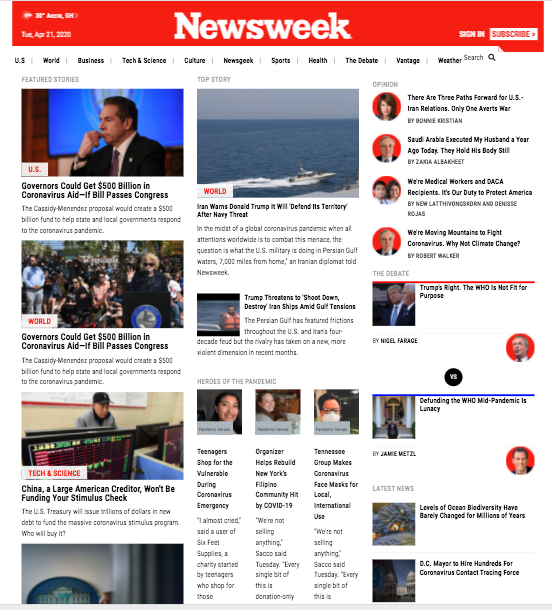 36° Accra, GH
Tue, Apr 21, 2020
Newsweek
SIGN IN
SUBSCRIBE >
U.S | World | Business | Tech & Science | Culture | Newsgeek | Sports | Health | The Debate | Vantage | Weather
Search
FEATURED STORIES
U.S.
Governors Could Get $500 Billion in
Coronavirus Aid—If Bill Passes Congress
The Cassidy-Menendez proposal would create a $500
billion fund to help state and local governments respond
to the coronavirus pandemic.
WORLD
Governors Could Get $500 Billion in
Coronavirus Aid—If Bill Passes Congress
The Cassidy-Menendez proposal would create a $500
billion fund to help state and local governments respond
to the coronavirus pandemic.
TECH & SCIENCE
China, a Large American Creditor, Won't Be
Funding Your Stimulus Check
The U.S. Treasury will issue trillions of dollars in new
debt to fund the massive coronavirus stimulus program.
Who will buy it?
TOP STORY
WORLD
Iran Warns Donald Trump It Will 'Defend Its Territory'
After Navy Threat
In the midst of a global coronavirus pandemic when all
attentions worldwide is to combat this menace, the
question is what the U.S. military is doing in Persian Gulf
waters, 7,000 miles from home," an Iranian diplomat told
Newsweek.
Trump Threatens to 'Shoot Down,
Destroy' Iran Ships Amid Gulf Tensions
The Persian Gulf has featured frictions
throughout the U.S. and Iran's four-
decade feud but the rivalry has taken on a new, more
violent dimension in recent months.
HEROES OF THE PANDEMIC
Pandemic Heroes
Teenagers
Shop for the
Vulnerable
During
Coronavirus
Emergency
"I almost cried,"
said a user of
Six Feet
Supplies, a
charity started
by teenagers
who shop for
those
Pandemic Heroes
Organizer
Helps Rebuild
New York's
Filipino
Community Hit
by COVID-19
"We're not
selling
anything,"
Sacco said
Tuesday. "Every
single bit of
this is
donation-only
Pandemic Heroes
Tennessee
Group Makes
Coronavirus
Face Masks for
Local,
International
Use
"We're not
selling
anything,"
Sacco said
Tuesday. "Every
single bit of
this is
OPINION
There Are Three Paths Forward for U.S.-
Iran Relations. Only One Averts War
BY BONNIE KRISTIAN
Saudi Arabia Executed My Husband a Year
Ago Today. They Hold His Body Still
BY ZAKIA ALBAKHEET
We're Medical Workers and DACA
Recipients. It's Our Duty to Protect America
BY NEW LATTHIVONGSKORN AND DENISSE
ROJAS
We're Moving Mountains to Fight
Coronavirus. Why Not Climate Change?
BY ROBERT WALKER
THE DEBATE
Trump's Right. The WHO Is Not Fit for
Purpose
BY NIGEL FARAGE
VS
Defunding the WHO Mid-Pandemic Is
Lunacy
BY JAMIE METZL
LATEST NEWS
Levels of Ocean Biodiversity Have
Barely Changed for Millions of Years
D.C. Mayor to Hire Hundreds For
Coronavirus Contact Tracing Force